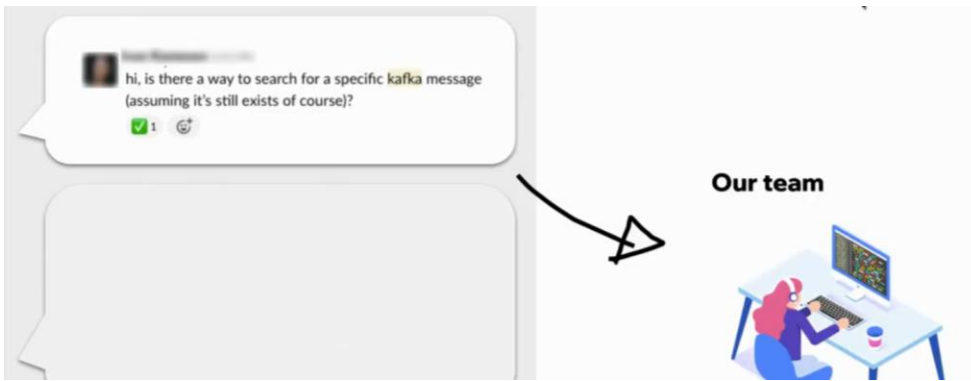 hi, is there a way to search for a specific kafka message
(assuming it's still exists of course)?
1
Our team